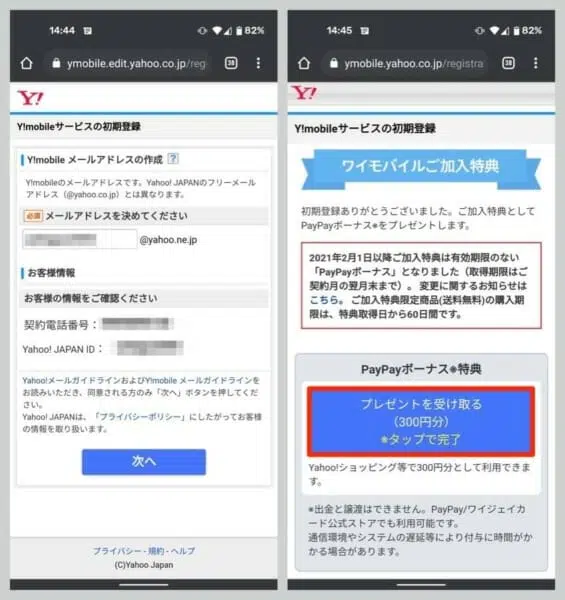 14:44
82%
ymobile.edit.yahoo.co.jp/reg
38
Y!
Y!mobileサービスの初期登録
Y!mobile メールアドレスの作成 ?
Y!mobileのメールアドレスです。Yahoo! JAPANのフリーメール
アドレス（@yahoo.co.jp）とは異なります。
必須 メールアドレスを決めてください
@yahoo.ne.jp
お客様情報
お客様の情報をご確認ください
契約電話番号：
Yahoo! JAPAN ID：
Yahoo!メールガイドラインおよびY!mobile メールガイドラインを
お読みいただき、同意される方のみ「次へ」ボタンを押してくだ
さい。
Yahoo! JAPANは、「プライバシーポリシー」にしたがってお客様
の情報を取り扱います。
次へ
プライバシー - 規約 - ヘルプ
(C)Yahoo Japan
14:45
82%
ymobile.yahoo.co.jp/registra
38
Y!
Y!mobileサービスの初期登録
ワイモバイルご加入特典
初期登録ありがとうございました。ご加入特典として
PayPayボーナス※をプレゼントします。
2021年2月1日以降ご加入特典は有効期限のない
「PayPayボーナス」となりました（取得期限はご
契約月の翌月末まで）。 変更に関するお知らせは
こちら。 ご加入特典限定商品(送料無料)の購入期
限は、特典取得日から60日間です。
PayPayボーナス※特典
プレゼントを受け取る
（300円分）
※タップで完了
Yahoo!ショッピング等で300円分として利用できま
す。
※出金と譲渡はできません。PayPay/ワイジェイカ
ード公式ストアでも利用可能です。
通信環境やシステムの遅延等により付与に時間がか
かる場合があります。